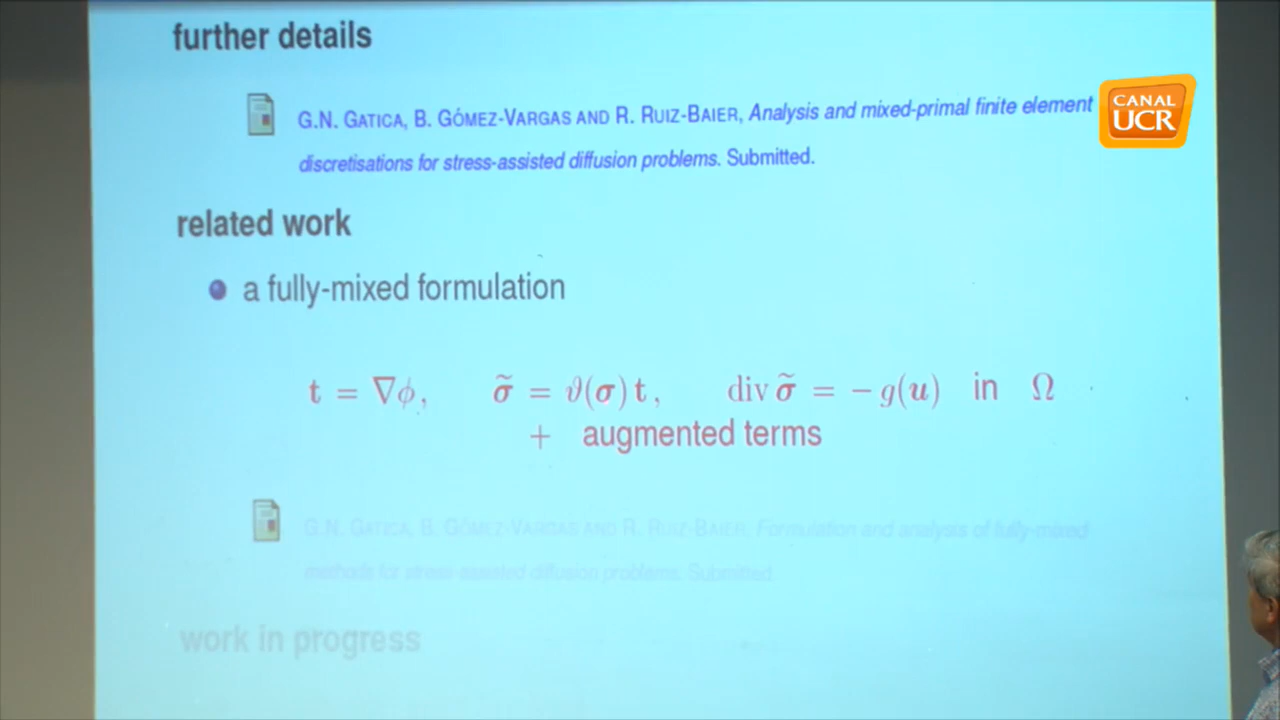 further details
G.N. GATICA, B. GÓMEZ-VARGAS AND R. RUIZ-BAIER, Analysis and mixed-primal finite element
CANAL
UCR
discretisations for stress-assisted diffusion problems. Submitted.
related work
a fully-mixed formulation
t = ∇ϕ, σ̃ = ϑ(σ) t, div σ̃ = − g(u) in Ω
+ augmented terms
G.N. GATICA, B. GÓMEZ-VARGAS AND R. RUIZ-BAIER, Formulation and analysis of fully-mixed
methods for stress-assisted diffusion problems. Submitted.
work in progress